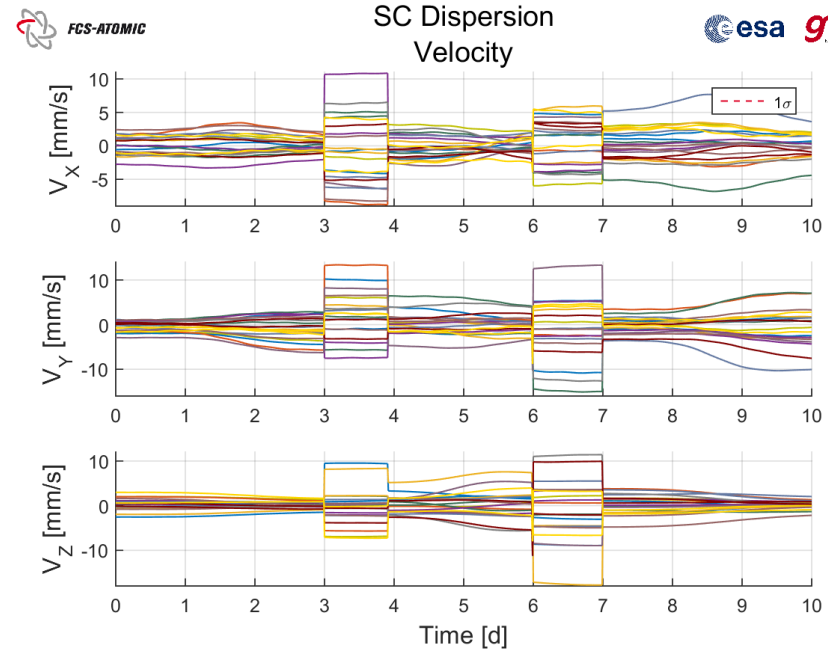 FCS-ATOMIC
SC Dispersion
Velocity
esa
g
V_X [mm/s]
10
5
0
-5
1σ
0 1 2 3 4 5 6 7 8 9 10
V_Y [mm/s]
10
0
-10
0 1 2 3 4 5 6 7 8 9 10
V_Z [mm/s]
10
0
-10
0 1 2 3 4 5 6 7 8 9 10
Time [d]